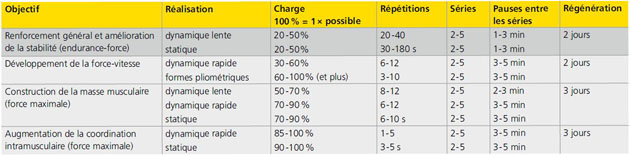 Objectif Réalisation Charge Répétitions Séries Pauses entre Régénération
100 % = 1 × possible les séries
Renforcement général et amélioration dynamique lente 20-50 % 20-40 2-5 1-3 min 2 jours
de la stabilité (endurance-force) statique 20-50 % 30-180 s 2-5 1-3 min
Développement de la force-vitesse dynamique rapide 30-60 % 6-12 2-5 3-5 min 2 jours
formes pliométriques 60-100 % (et plus) 3-10 2-5 3-5 min
Construction de la masse musculaire dynamique lente 50-70 % 8-12 2-5 2-3 min 3 jours
(force maximale) dynamique rapide 70-90 % 6-12 2-5 3-5 min
statique 70-90 % 6-10 s 2-5 3-5 min
Augmentation de la coordination dynamique rapide 85-100 % 1-5 2-5 3-5 min 3 jours
intramusculaire (force maximale) statique 90-100 % 3-5 s 2-5 3-5 min